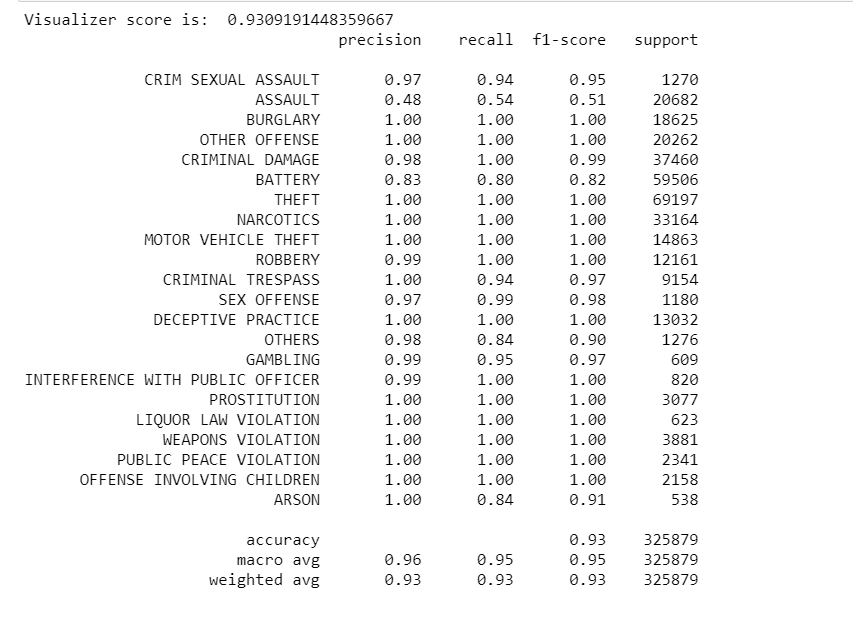 Visualizer score is: 0.9309191448359667
precision recall f1-score support
CRIM SEXUAL ASSAULT 0.97 0.94 0.95 1270
ASSAULT 0.48 0.54 0.51 20682
BURGLARY 1.00 1.00 1.00 18625
OTHER OFFENSE 1.00 1.00 1.00 20262
CRIMINAL DAMAGE 0.98 1.00 0.99 37460
BATTERY 0.83 0.80 0.82 59506
THEFT 1.00 1.00 1.00 69197
NARCOTICS 1.00 1.00 1.00 33164
MOTOR VEHICLE THEFT 1.00 1.00 1.00 14863
ROBBERY 0.99 1.00 1.00 12161
CRIMINAL TRESPASS 1.00 0.94 0.97 9154
SEX OFFENSE 0.97 0.99 0.98 1180
DECEPTIVE PRACTICE 1.00 1.00 1.00 13032
OTHERS 0.98 0.84 0.90 1276
GAMBLING 0.99 0.95 0.97 609
INTERFERENCE WITH PUBLIC OFFICER 0.99 1.00 1.00 820
PROSTITUTION 1.00 1.00 1.00 3077
LIQUOR LAW VIOLATION 1.00 1.00 1.00 623
WEAPONS VIOLATION 1.00 1.00 1.00 3881
PUBLIC PEACE VIOLATION 1.00 1.00 1.00 2341
OFFENSE INVOLVING CHILDREN 1.00 1.00 1.00 2158
ARSON 1.00 0.84 0.91 538
accuracy 0.93 325879
macro avg 0.96 0.95 0.95 325879
weighted avg 0.93 0.93 0.93 325879